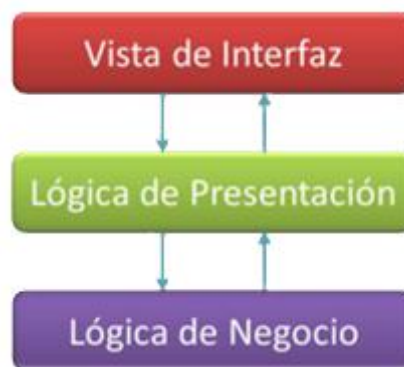 Vista de Interfaz
Lógica de Presentación
Lógica de Negocio